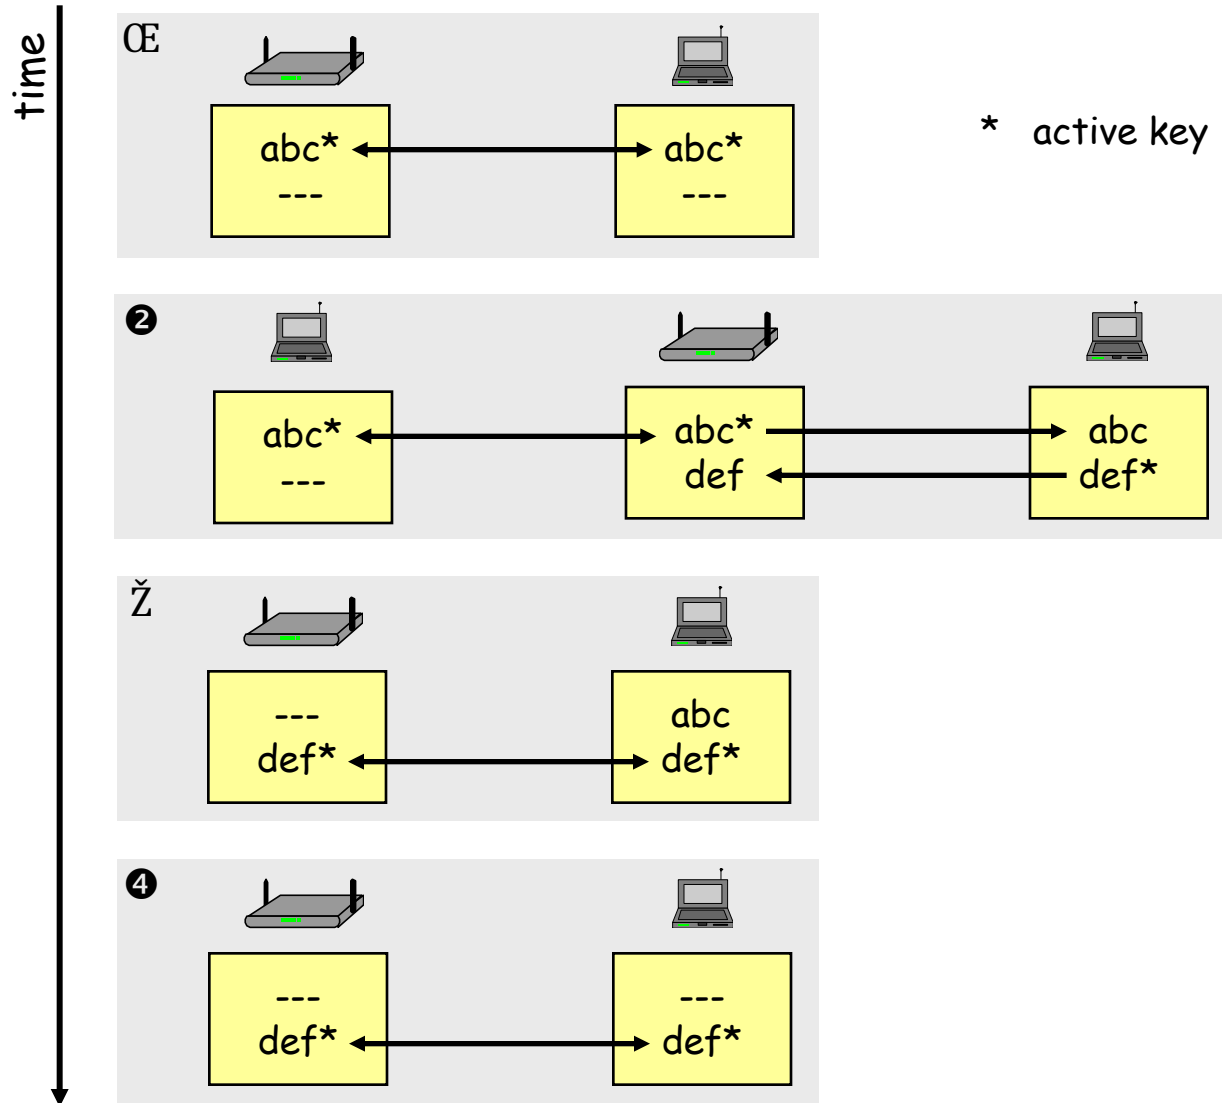 time
Œ
abc* abc*
--- ---
* active key
❷
abc* abc* abc
--- def def*
Ž
--- abc
def* def*
❹
--- ---
def* def*